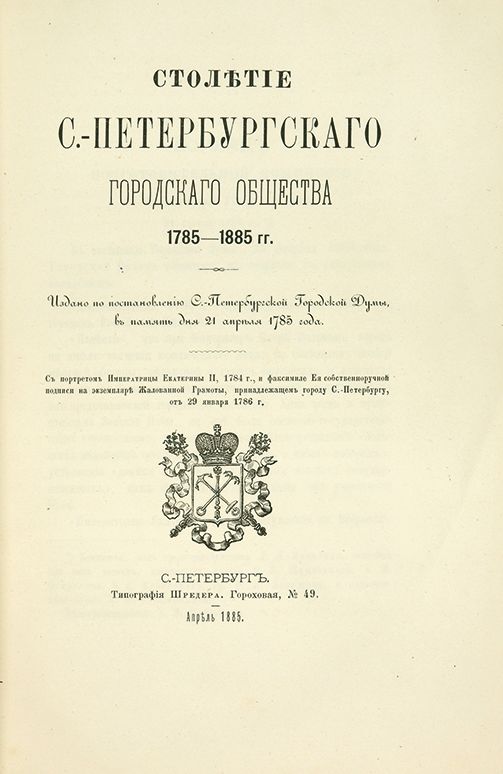 СТОЛѢТІЕ
С.-ПЕТЕРБУРГСКАГО
ГОРОДСКАГО ОБЩЕСТВА
1785—1885 гг.
Издано по постановленію С.-Петербургской Городской Думы,
въ память дня 21 апрѣля 1785 года.
Съ портретомъ Императрицы Екатерины II, 1784 г., и факсимиле Ея собственноручной
подписи на экземплярѣ Жалованной Грамоты, принадлежащемъ городу С.-Петербургу,
отъ 29 января 1786 г.
С.-ПЕТЕРБУРГЪ.
Типографія Шредера. Гороховая, № 49.
Апрѣль 1885.